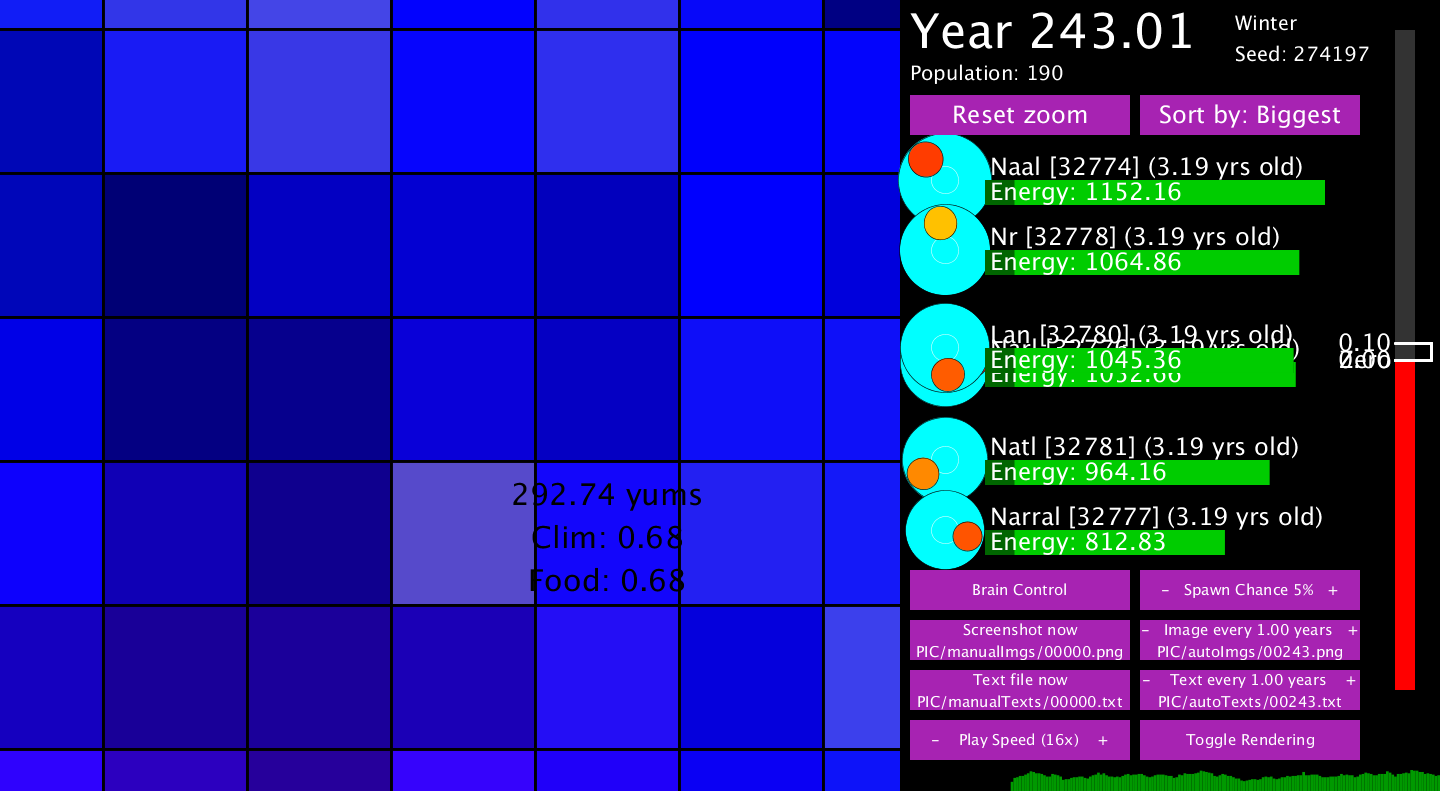 Year 243.01
Winter
Seed: 274197
Population: 190
Reset zoom
Sort by: Biggest
Naal [32774] (3.19 yrs old)
Energy: 1152.16
Nr [32778] (3.19 yrs old)
Energy: 1064.86
Lan [32780] (3.19 yrs old)
Energy: 1045.36
Energy: 1052.66
0.10
Zero
Natl [32781] (3.19 yrs old)
Energy: 964.16
Narral [32777] (3.19 yrs old)
Energy: 812.83
292.74 yums
Clim: 0.68
Food: 0.68
Brain Control
- Spawn Chance 5% +
Screenshot now
PIC/manualImgs/00000.png
- Image every 1.00 years +
PIC/autoImgs/00243.png
Text file now
PIC/manualTexts/00000.txt
- Text every 1.00 years +
PIC/autoTexts/00243.txt
- Play Speed (16x) +
Toggle Rendering